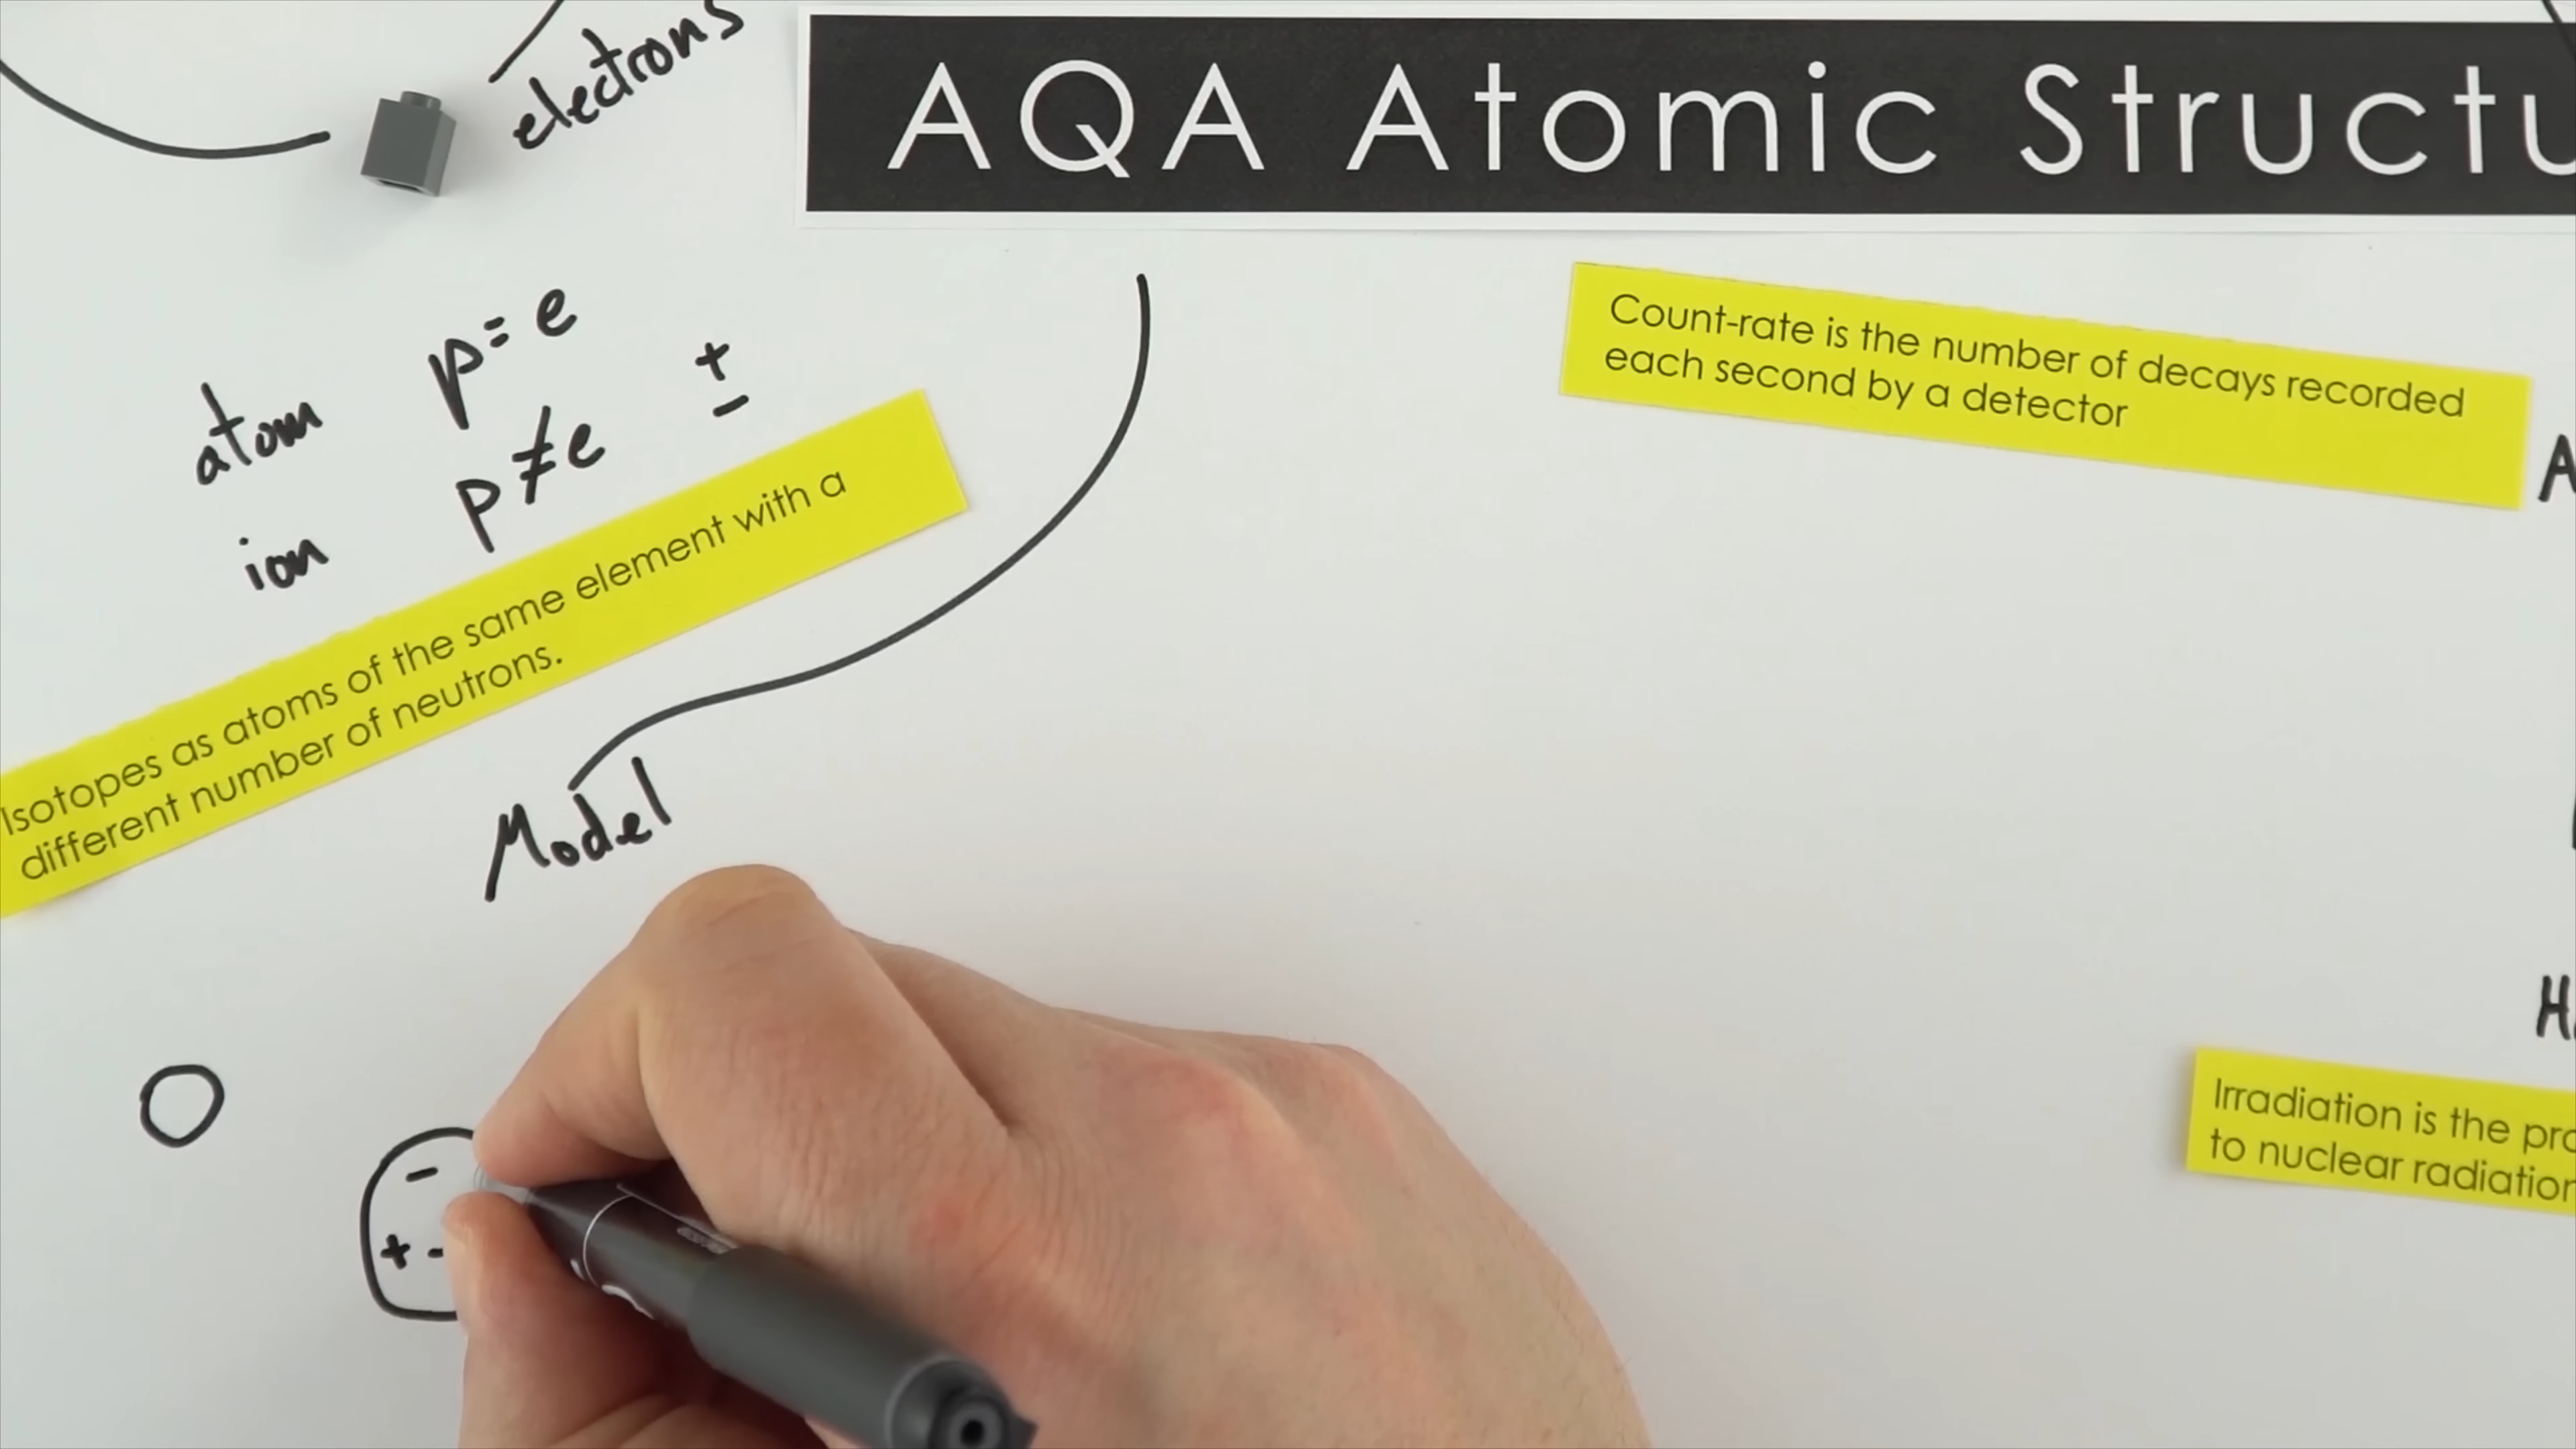 electrons
AQA Atomic Structu
atom p = e
ion p ≠ e + -
Count-rate is the number of decays recorded
each second by a detector
Isotopes as atoms of the same element with a
different number of neutrons.
Model
Irradiation is the pro
to nuclear radiation
-
+ -